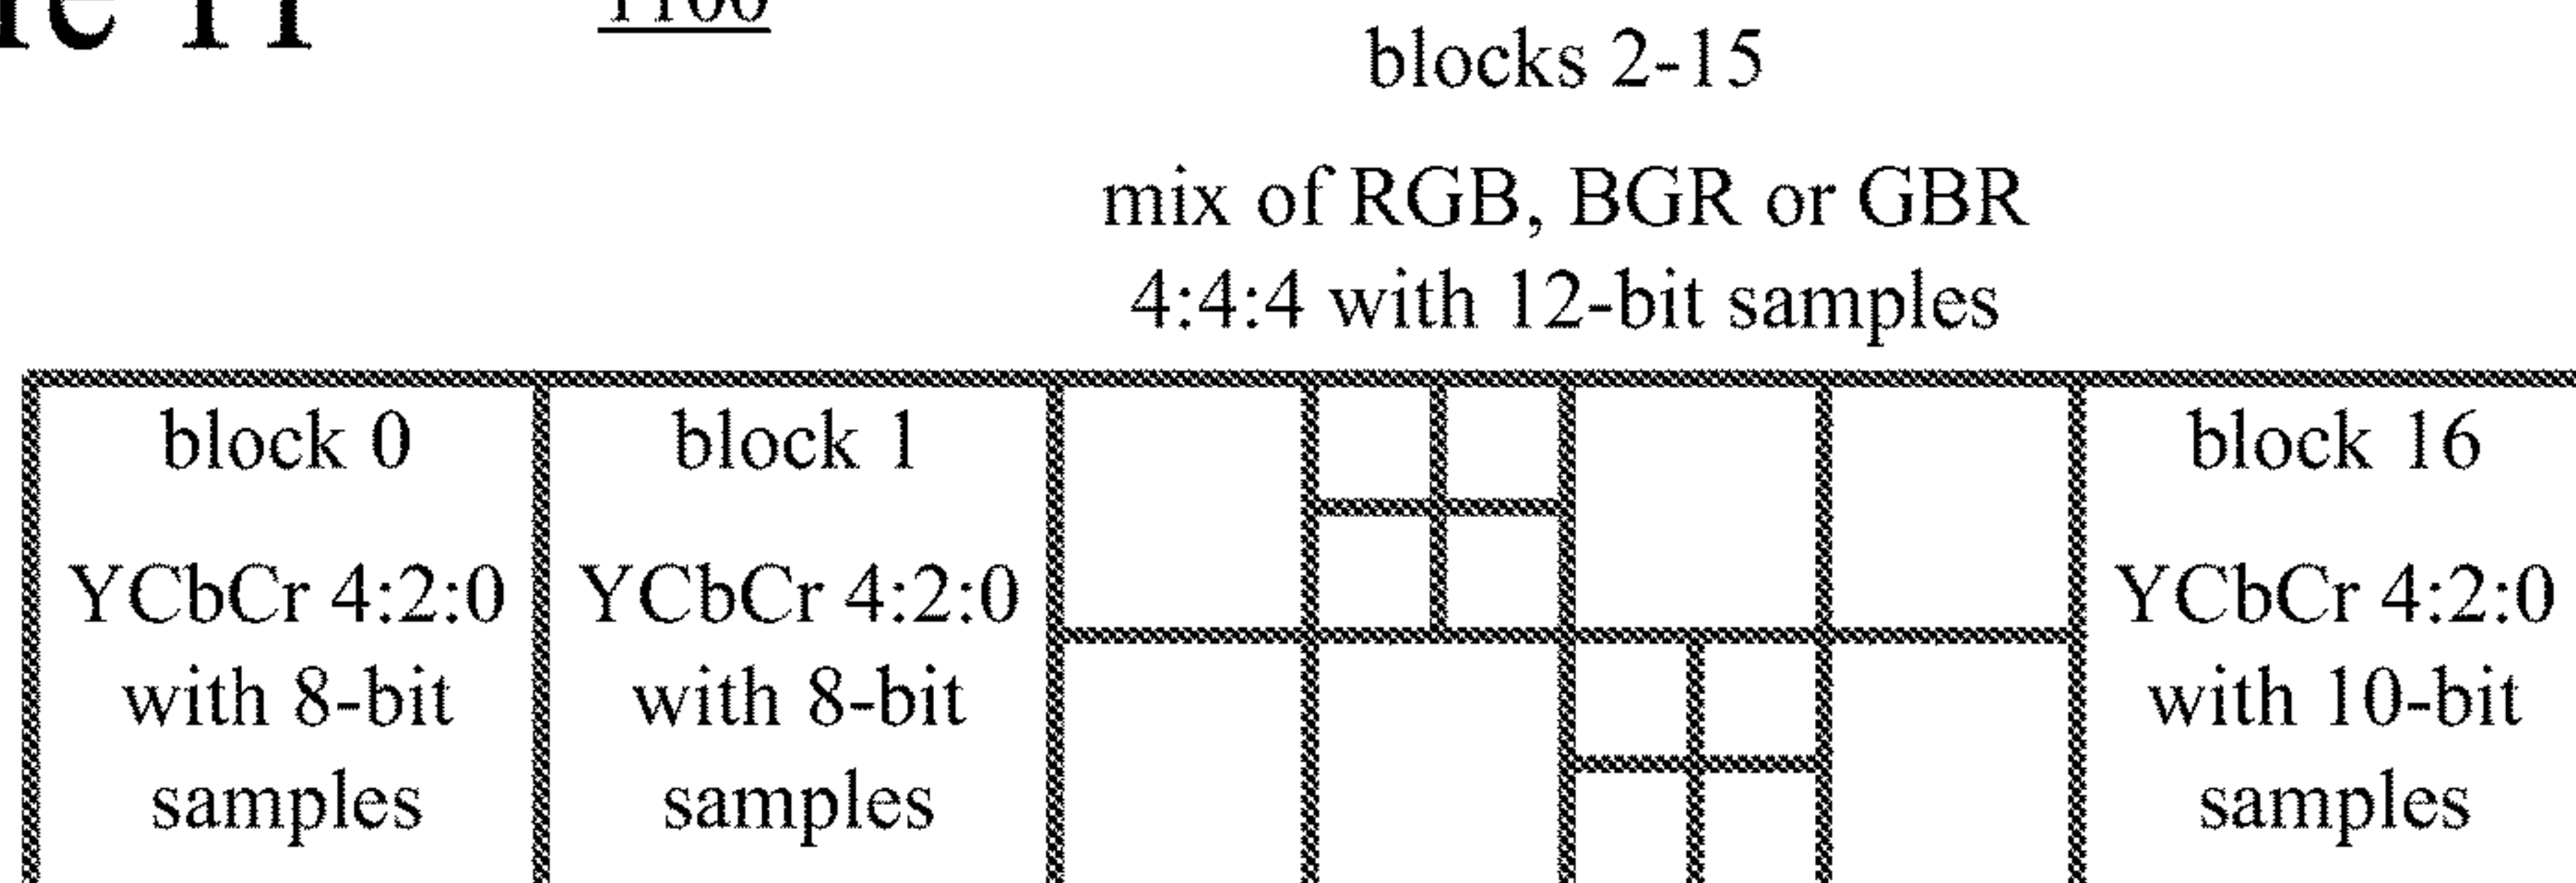 1100
blocks 2-15
mix of RGB, BGR or GBR
4:4:4 with 12-bit samples
block 0
YCbCr 4:2:0
with 8-bit
samples
block 1
YCbCr 4:2:0
with 8-bit
samples
block 16
YCbCr 4:2:0
with 10-bit
samples